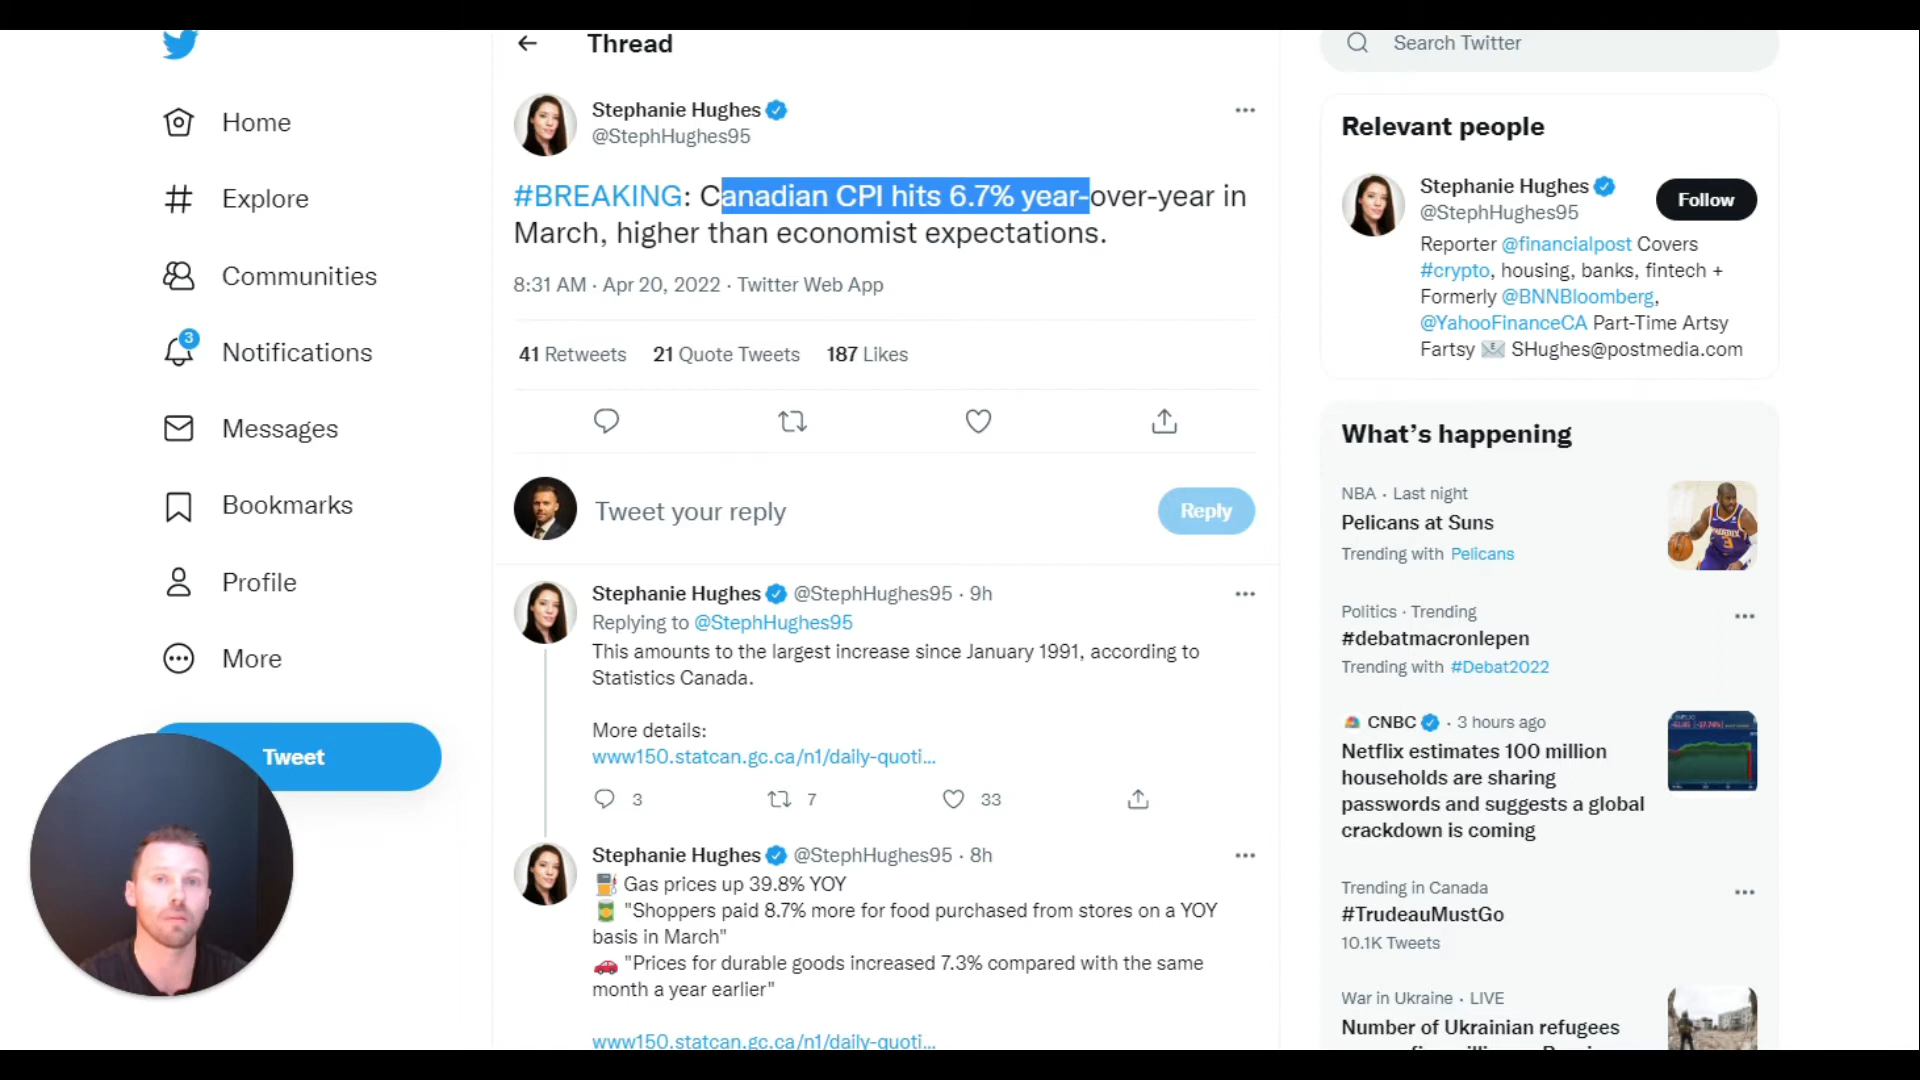 Home
Explore
Communities
3
Notifications
Messages
Bookmarks
Profile
More
Tweet
Thread
Stephanie Hughes
@StephHughes95
#BREAKING: Canadian CPI hits 6.7% year-over-year in
March, higher than economist expectations.
8:31 AM · Apr 20, 2022 · Twitter Web App
41 Retweets 21 Quote Tweets 187 Likes
Tweet your reply
Reply
Stephanie Hughes @StephHughes95 · 9h
Replying to @StephHughes95
This amounts to the largest increase since January 1991, according to
Statistics Canada.
More details:
www150.statcan.gc.ca/n1/daily-quoti...
3 7 33
Stephanie Hughes @StephHughes95 · 8h
Gas prices up 39.8% YOY
"Shoppers paid 8.7% more for food purchased from stores on a YOY
basis in March"
"Prices for durable goods increased 7.3% compared with the same
month a year earlier"
www150.statcan.gc.ca/n1/daily-quoti...
Search Twitter
Relevant people
Stephanie Hughes
@StephHughes95
Follow
Reporter @financialpost Covers
#crypto, housing, banks, fintech +
Formerly @BNNBloomberg,
@YahooFinanceCA Part-Time Artsy
Fartsy SHughes@postmedia.com
What's happening
NBA · Last night
Pelicans at Suns
Trending with Pelicans
Politics · Trending
#debatmacronlepen
Trending with #Debat2022
CNBC · 3 hours ago
Netflix estimates 100 million
households are sharing
passwords and suggests a global
crackdown is coming
Trending in Canada
#TrudeauMustGo
10.1K Tweets
War in Ukraine · LIVE
Number of Ukrainian refugees